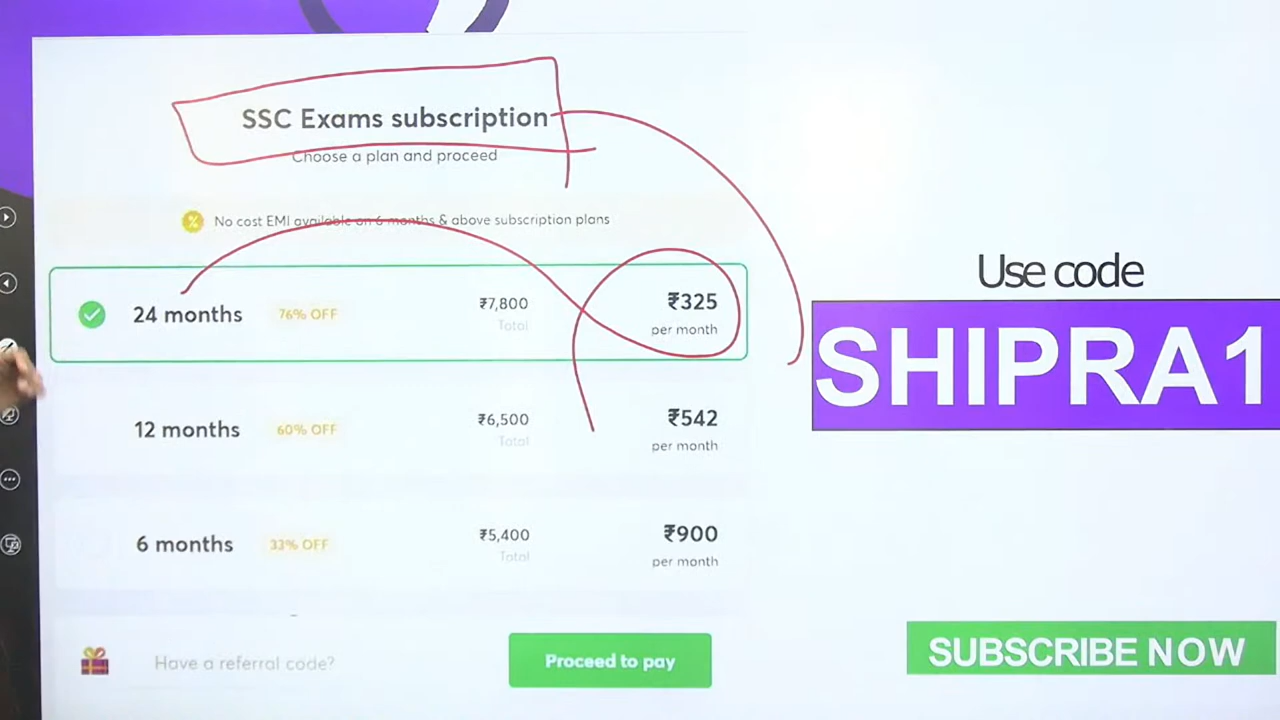 SSC Exams subscription
Choose a plan and proceed
No cost EMI available on 6 months & above subscription plans
24 months 76% OFF ₹7,800 ₹325
Total per month
12 months 60% OFF ₹6,500 ₹542
Total per month
6 months 33% OFF ₹5,400 ₹900
Total per month
Have a referral code?
Proceed to pay
Use code
SHIPRA1
SUBSCRIBE NOW